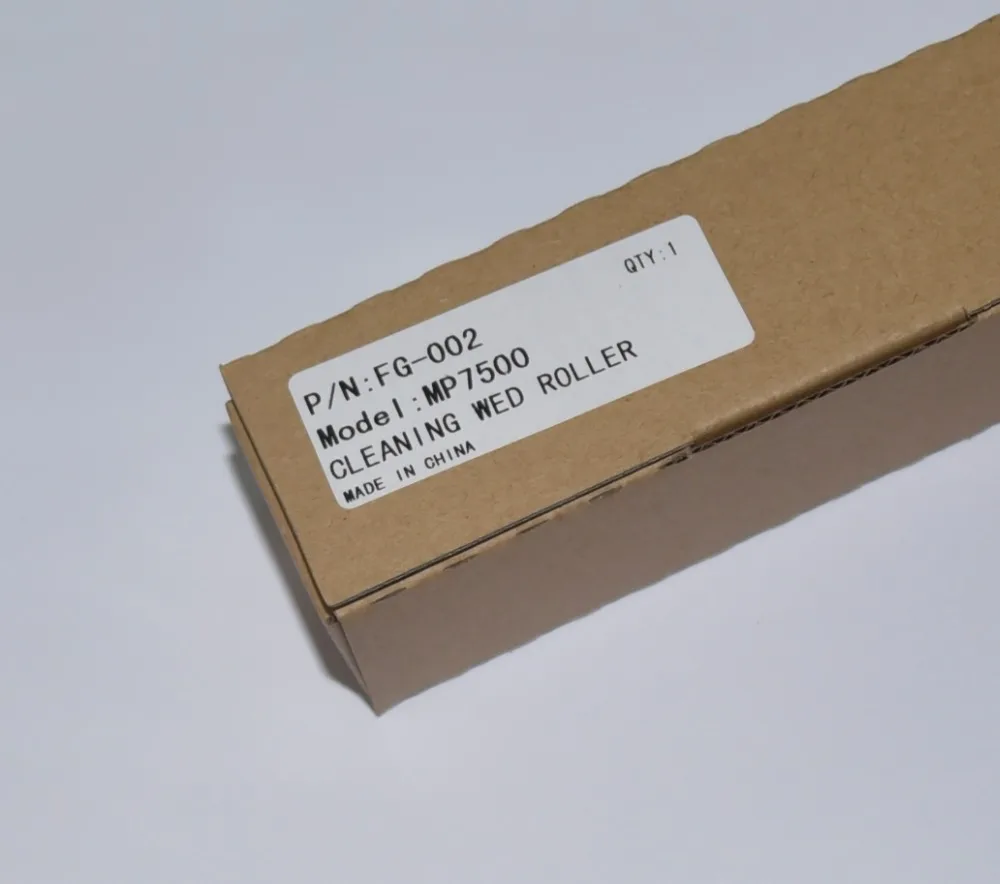 QTY:1
P/N:FG-002
Model:MP7500
CLEANING WED ROLLER
MADE IN CHINA